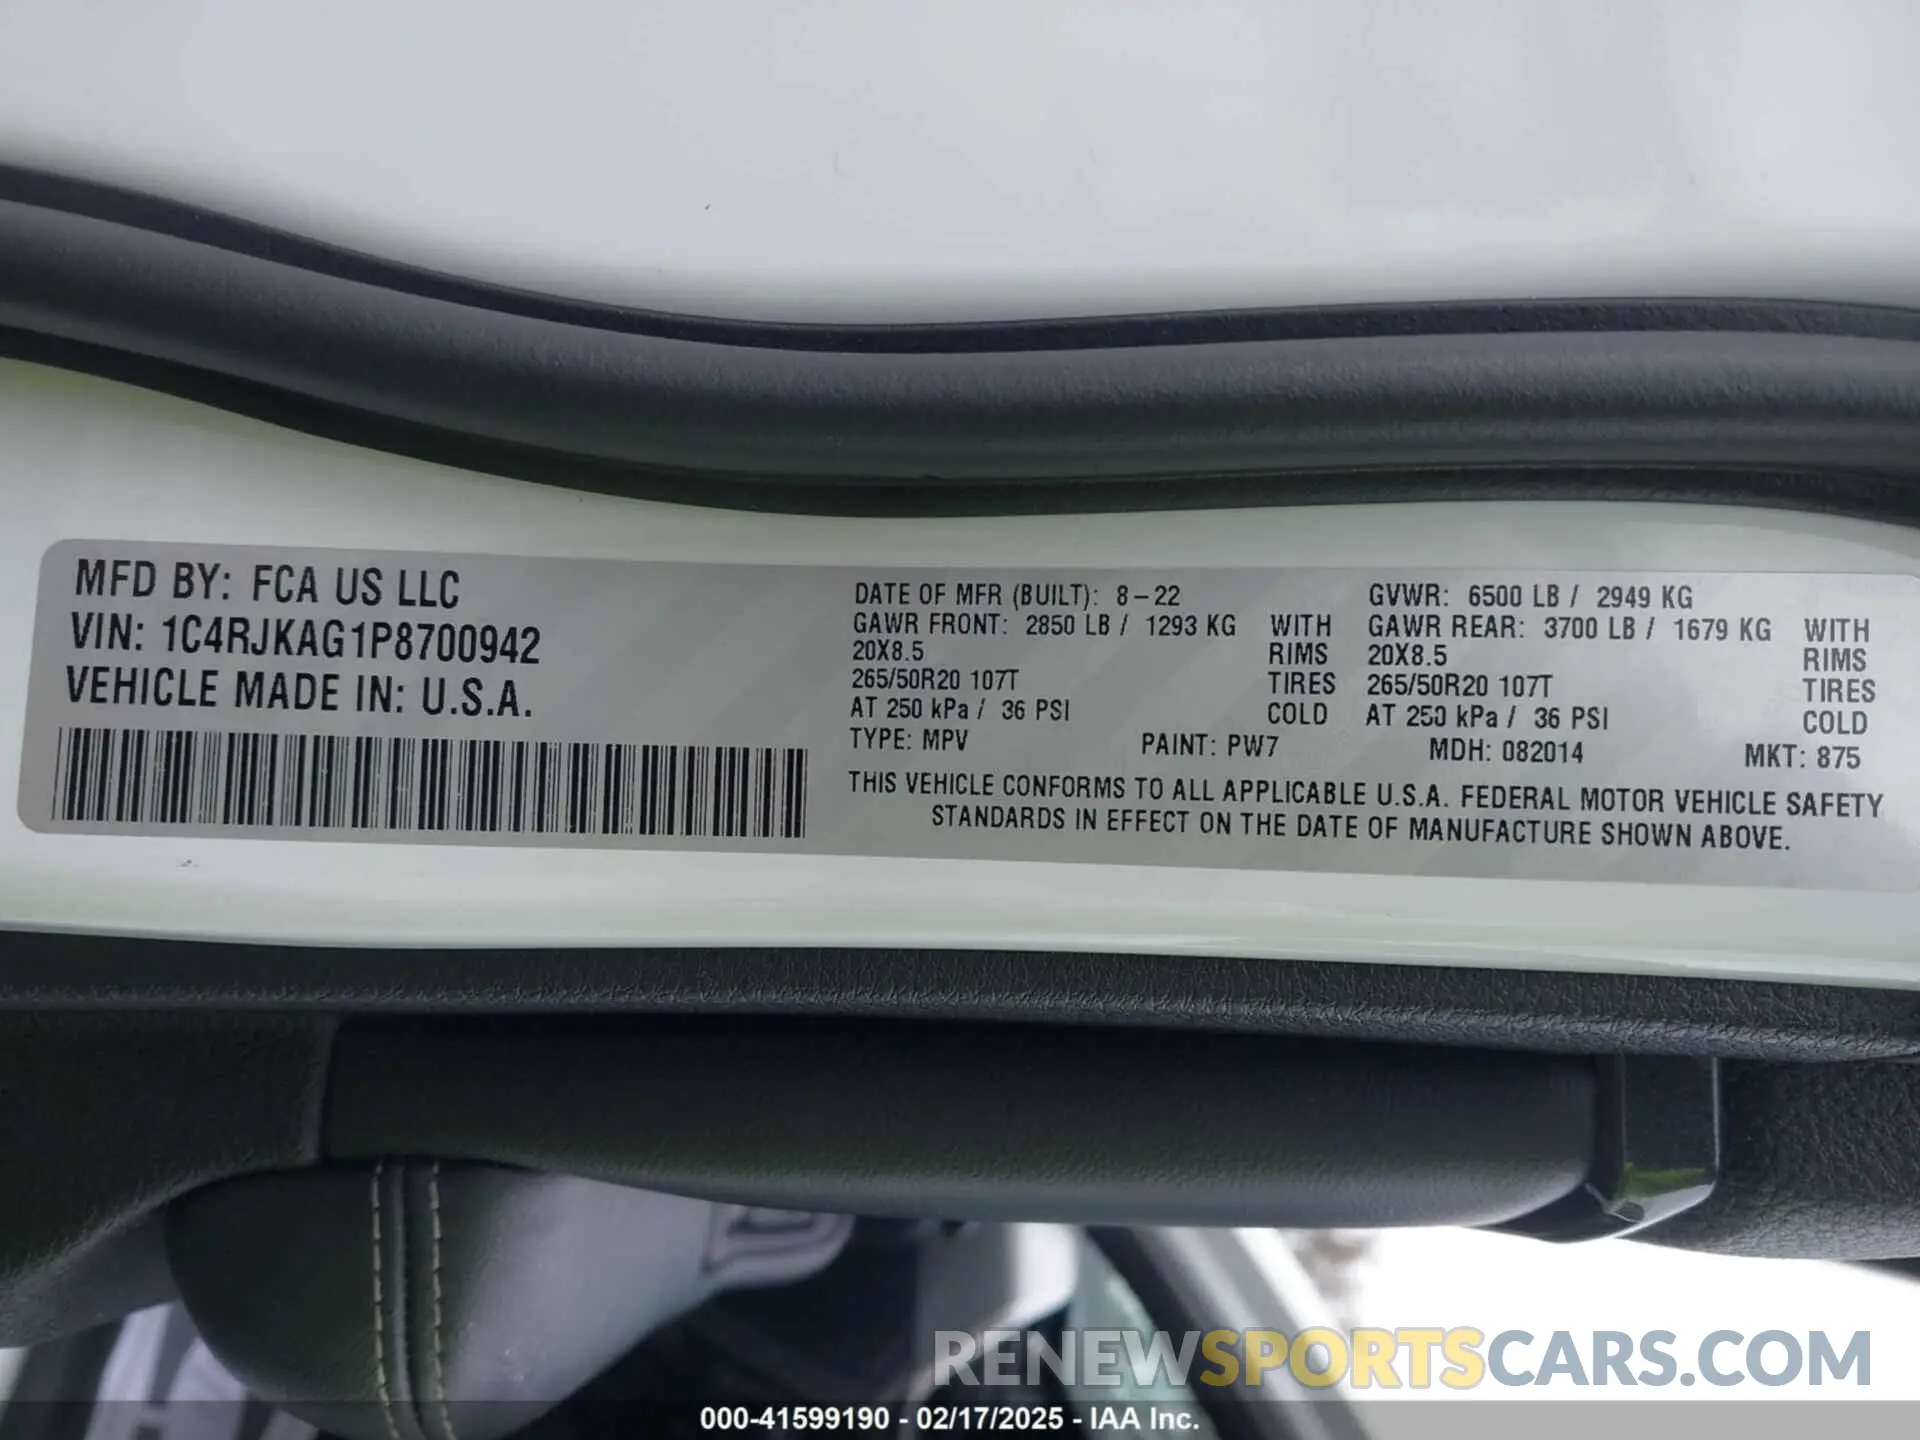 MFD BY: FCA US LLC
VIN: 1C4RJKAG1P8700942
VEHICLE MADE IN: U.S.A.
DATE OF MFR (BUILT): 8-22 GVWR: 6500 LB / 2949 KG
GAWR FRONT: 2850 LB / 1293 KG WITH GAWR REAR: 3700 LB / 1679 KG WITH
20X8.5 RIMS 20X8.5 RIMS
265/50R20 107T TIRES 265/50R20 107T TIRES
AT 250 kPa / 36 PSI COLD AT 250 kPa / 36 PSI COLD
TYPE: MPV PAINT: PW7 MDH: 082014 MKT: 875
THIS VEHICLE CONFORMS TO ALL APPLICABLE U.S.A. FEDERAL MOTOR VEHICLE SAFETY
STANDARDS IN EFFECT ON THE DATE OF MANUFACTURE SHOWN ABOVE.
RENEWSPORTSCARS.COM
000-41599190 - 02/17/2025 - IAA Inc.